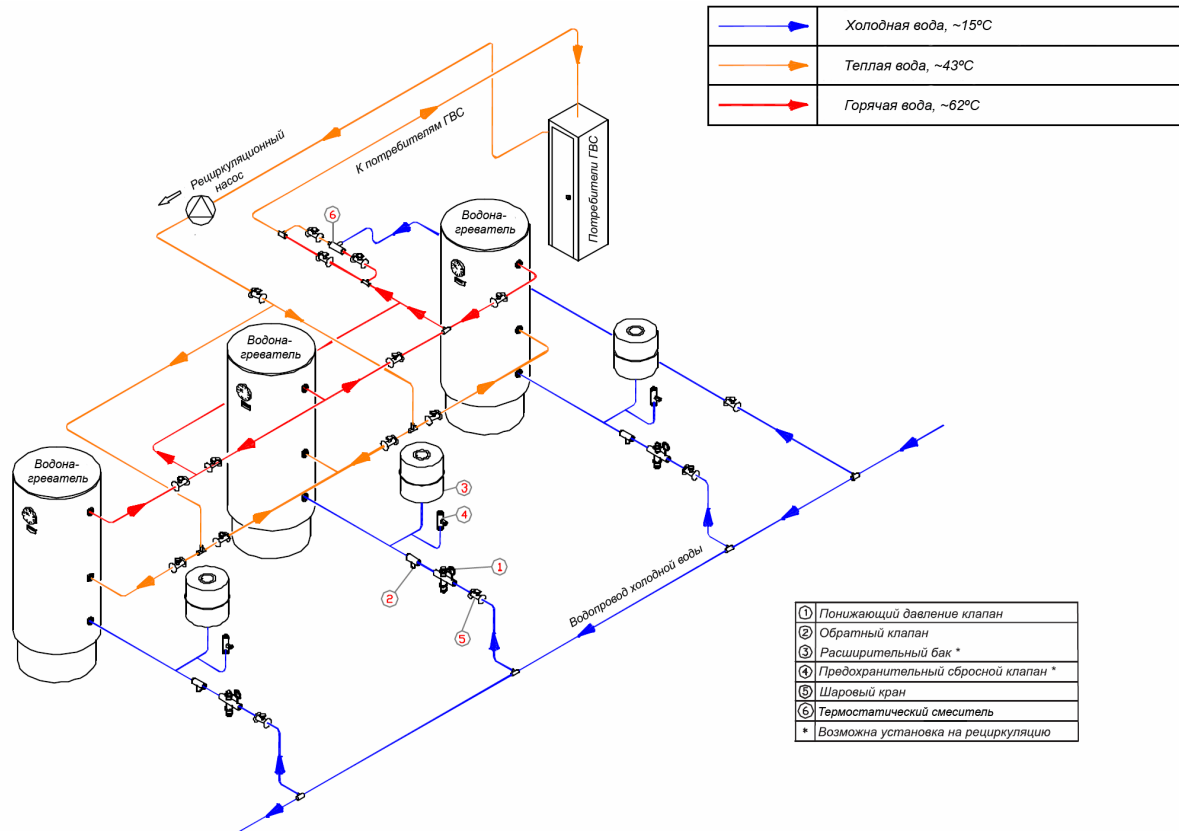 Холодная вода, ~15ºС
Теплая вода, ~43ºС
Горячая вода, ~62ºС
Рециркуляционный
насос
К потребителям ГВС
Потребители ГВС
6
Водона-
греватель
Водона-
греватель
Водона-
греватель
3
4
1
2
5
Водопровод холодной воды
1 Понижающий давление клапан
2 Обратный клапан
3 Расширительный бак *
4 Предохранительный сбросной клапан *
5 Шаровый кран
6 Термостатический смеситель
* Возможна установка на рециркуляцию